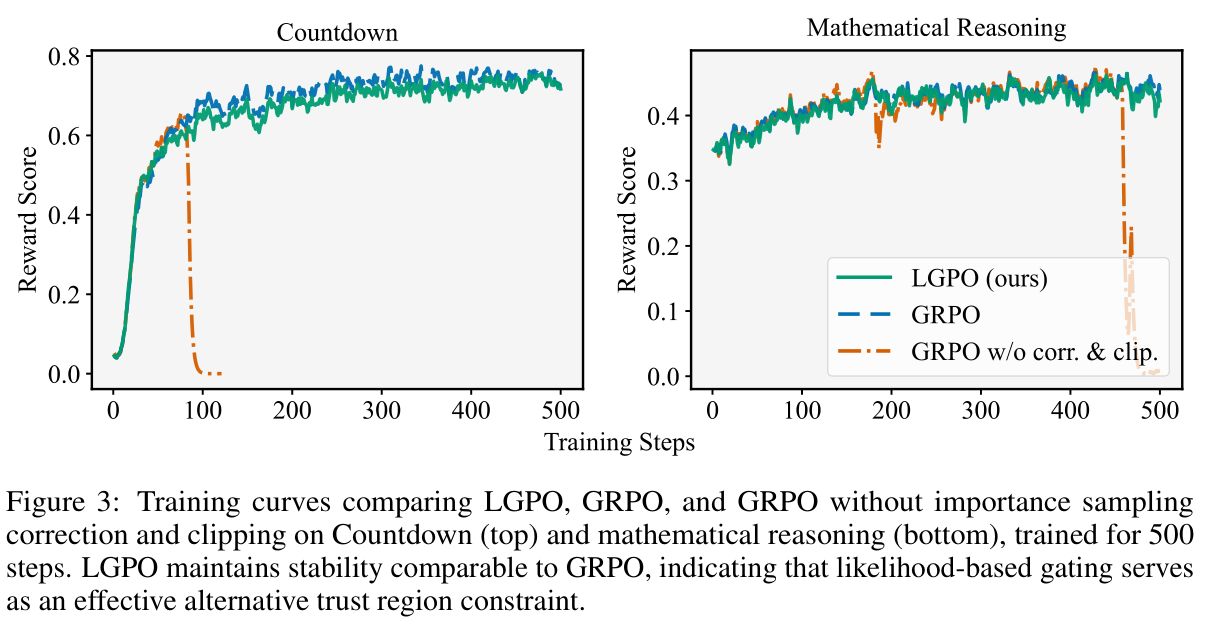 Countdown
Mathematical Reasoning
0.8
0.6
0.4
0.2
0.0
Reward Score
0 100 200 300 400 500
0.4
0.3
0.2
0.1
0.0
Reward Score
0 100 200 300 400 500
LGPO (ours)
GRPO
GRPO w/o corr. & clip.
Training Steps
Figure 3: Training curves comparing LGPO, GRPO, and GRPO without importance sampling
correction and clipping on Countdown (top) and mathematical reasoning (bottom), trained for 500
steps. LGPO maintains stability comparable to GRPO, indicating that likelihood-based gating serves
as an effective alternative trust region constraint.